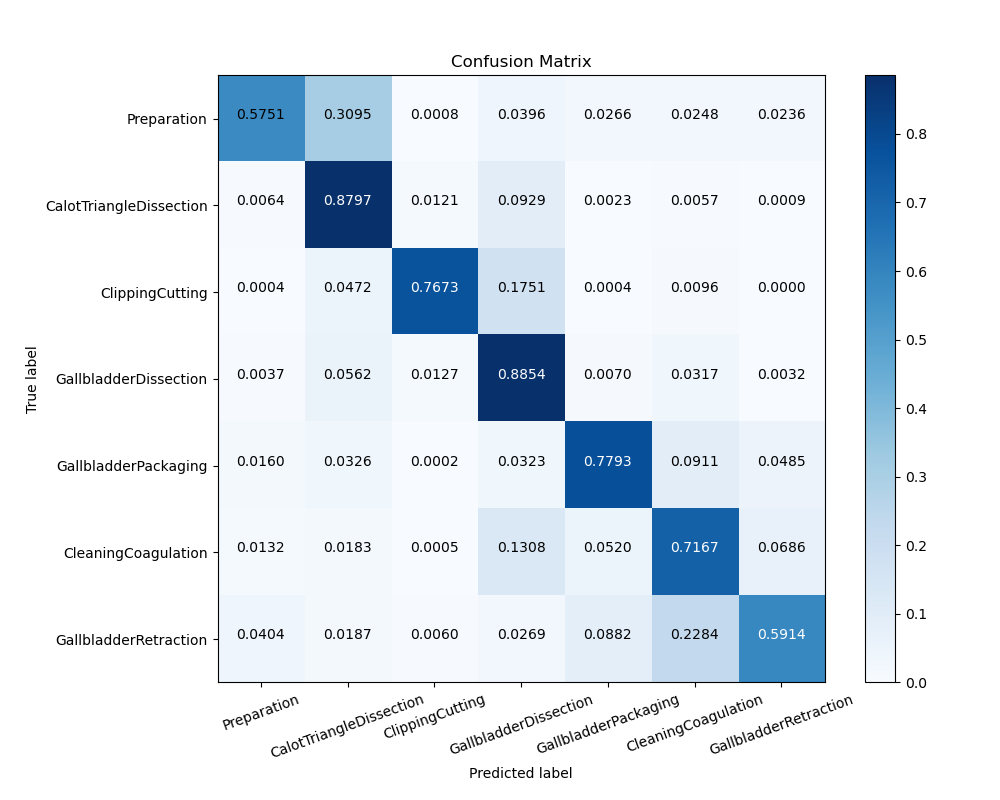 Confusion Matrix
Preparation 0.5751 0.3095 0.0008 0.0396 0.0266 0.0248 0.0236
CalotTriangleDissection 0.0064 0.8797 0.0121 0.0929 0.0023 0.0057 0.0009
ClippingCutting 0.0004 0.0472 0.7673 0.1751 0.0004 0.0096 0.0000
GallbladderDissection 0.0037 0.0562 0.0127 0.8854 0.0070 0.0317 0.0032
GallbladderPackaging 0.0160 0.0326 0.0002 0.0323 0.7793 0.0911 0.0485
CleaningCoagulation 0.0132 0.0183 0.0005 0.1308 0.0520 0.7167 0.0686
GallbladderRetraction 0.0404 0.0187 0.0060 0.0269 0.0882 0.2284 0.5914
True label
Preparation CalotTriangleDissection ClippingCutting GallbladderDissection GallbladderPackaging CleaningCoagulation GallbladderRetraction
Predicted label
0.8
0.7
0.6
0.5
0.4
0.3
0.2
0.1
0.0